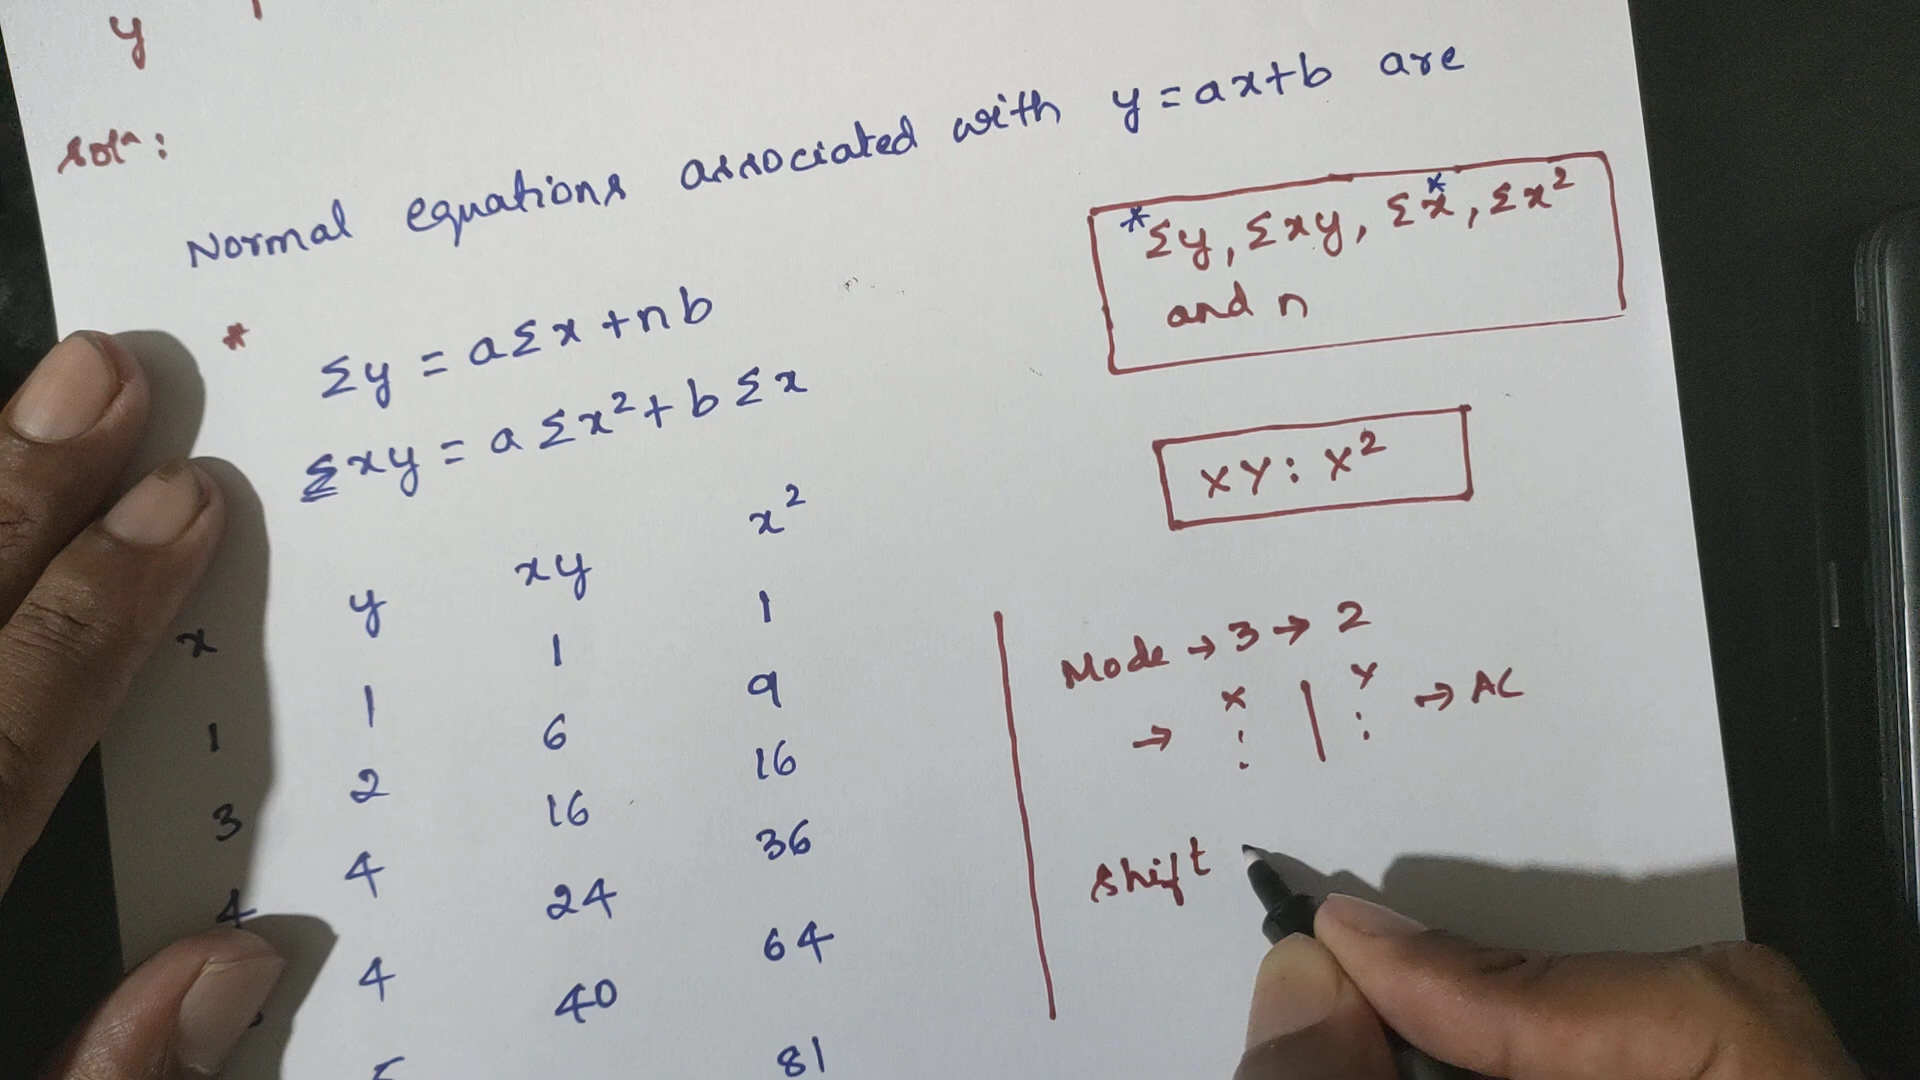 y
soln:
Normal equations associated with y = ax+b are
* Σy = aΣx + nb
Σxy = aΣx² + bΣx
*Σy, Σxy, Σx*, Σx²
and n
XY : X²
x y xy x²
1 1 1 1
3 2 6 9
4 4 16 16
4 24 36
40 64
81
Mode → 3 → 2
→ X | Y → AC
: | :
Shift